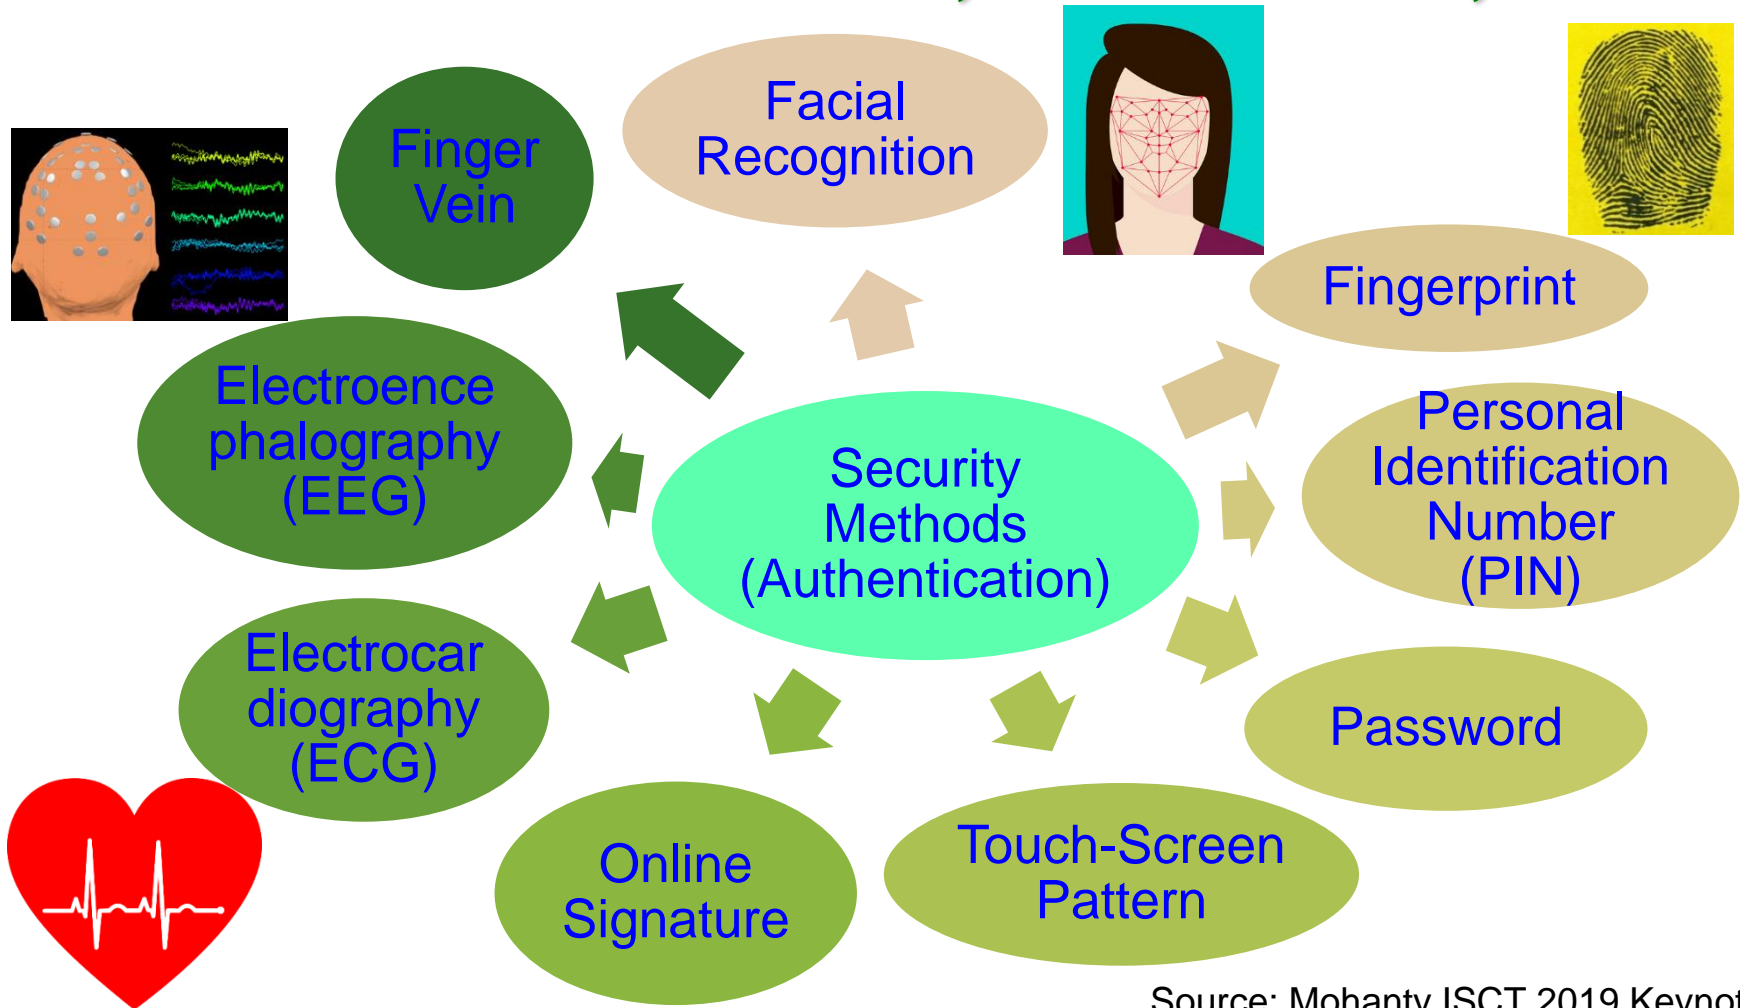 Facial
Recognition
Finger
Vein
Fingerprint
Electroence
phalography
(EEG)
Personal
Identification
Number
(PIN)
Security
Methods
(Authentication)
Electrocar
diography
(ECG)
Password
Online
Signature
Touch-Screen
Pattern
Source: Mohanty ISCT 2019 Keynot